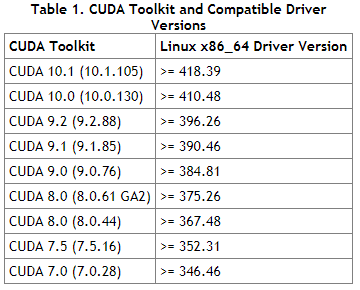 Table 1. CUDA Toolkit and Compatible Driver
Versions
CUDA Toolkit Linux x86_64 Driver Version
CUDA 10.1 (10.1.105) >= 418.39
CUDA 10.0 (10.0.130) >= 410.48
CUDA 9.2 (9.2.88) >= 396.26
CUDA 9.1 (9.1.85) >= 390.46
CUDA 9.0 (9.0.76) >= 384.81
CUDA 8.0 (8.0.61 GA2) >= 375.26
CUDA 8.0 (8.0.44) >= 367.48
CUDA 7.5 (7.5.16) >= 352.31
CUDA 7.0 (7.0.28) >= 346.46